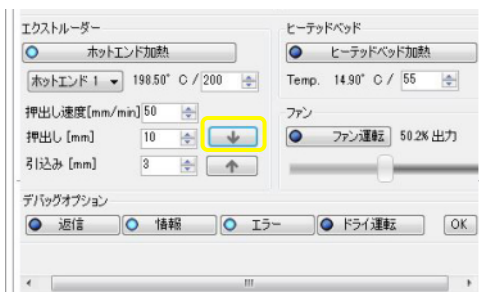 エクストルーダー
ホットエンド加熱
ホットエンド 1 198.50° C / 200
押出し速度[mm/min] 50
押出し [mm] 10
引込み [mm] 3
ヒーテッドベッド
ヒーテッドベッド加熱
Temp. 14.90° C / 55
ファン
ファン運転 50.2% 出力
デバッグオプション
返信 情報 エラー ドライ運転 OK